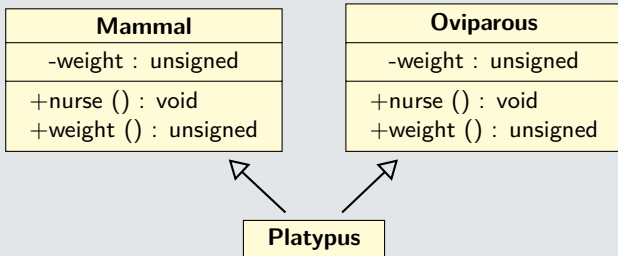 Mammal
-weight : unsigned
+nurse () : void
+weight () : unsigned
Oviparous
-weight : unsigned
+nurse () : void
+weight () : unsigned
Platypus